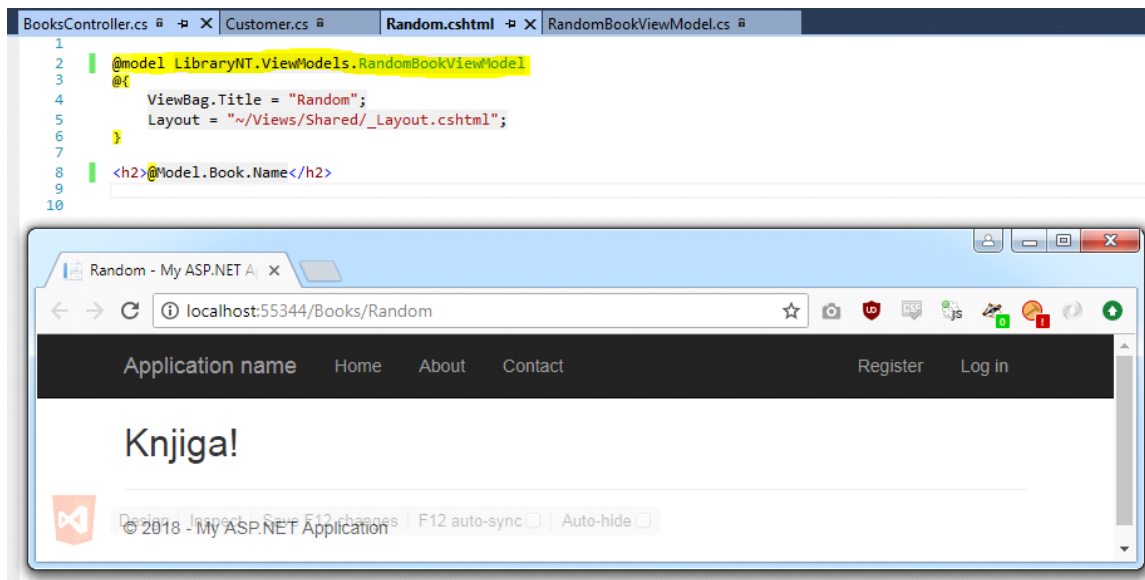 BooksController.cs Customer.cs Random.cshtml RandomBookViewModel.cs
1
2 @model LibraryNT.ViewModels.RandomBookViewModel
3 @{
4 ViewBag.Title = "Random";
5 Layout = "~/Views/Shared/_Layout.cshtml";
6 }
7
8 <h2>@Model.Book.Name</h2>
9
10
Random - My ASP.NET A
localhost:55344/Books/Random
CSS js 0 !
Application name Home About Contact Register Log in
Knjiga!
Design | Inspect | Save F12 changes | F12 auto-sync | Auto-hide
© 2018 - My ASP.NET Application